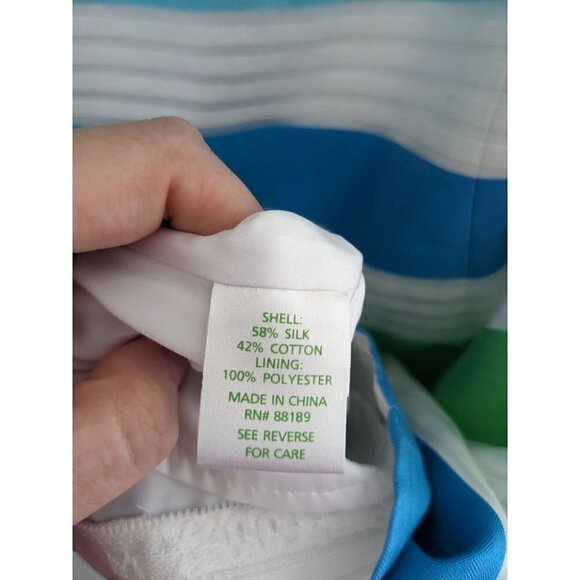 SHELL:
58% SILK
42% COTTON
LINING:
100% POLYESTER
MADE IN CHINA
RN# 88189
SEE REVERSE
FOR CARE